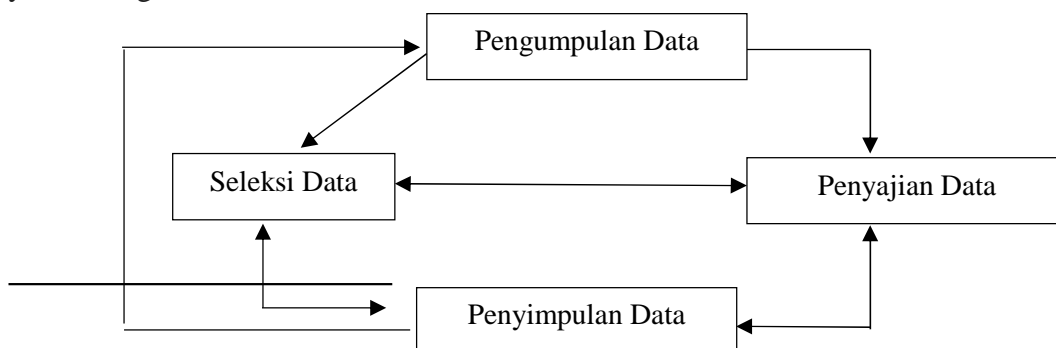 Pengumpulan Data
Seleksi Data
Penyajian Data
Penyimpulan Data